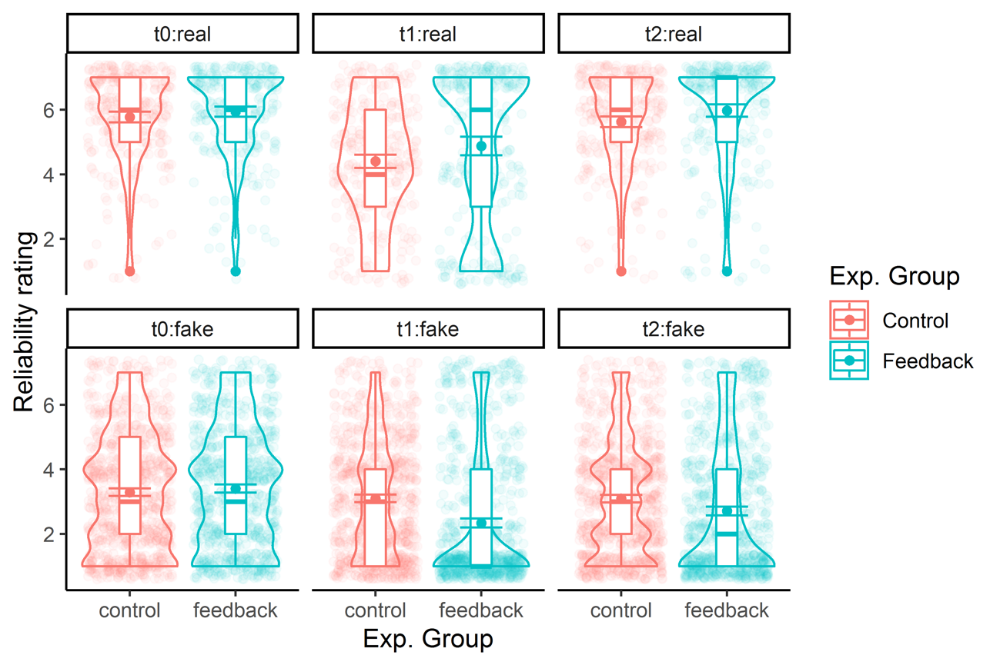 t0:real t1:real t2:real
6
4
2
Reliability rating
t0:fake t1:fake t2:fake
6
4
2
control feedback control feedback control feedback
Exp. Group
Exp. Group
Control
Feedback